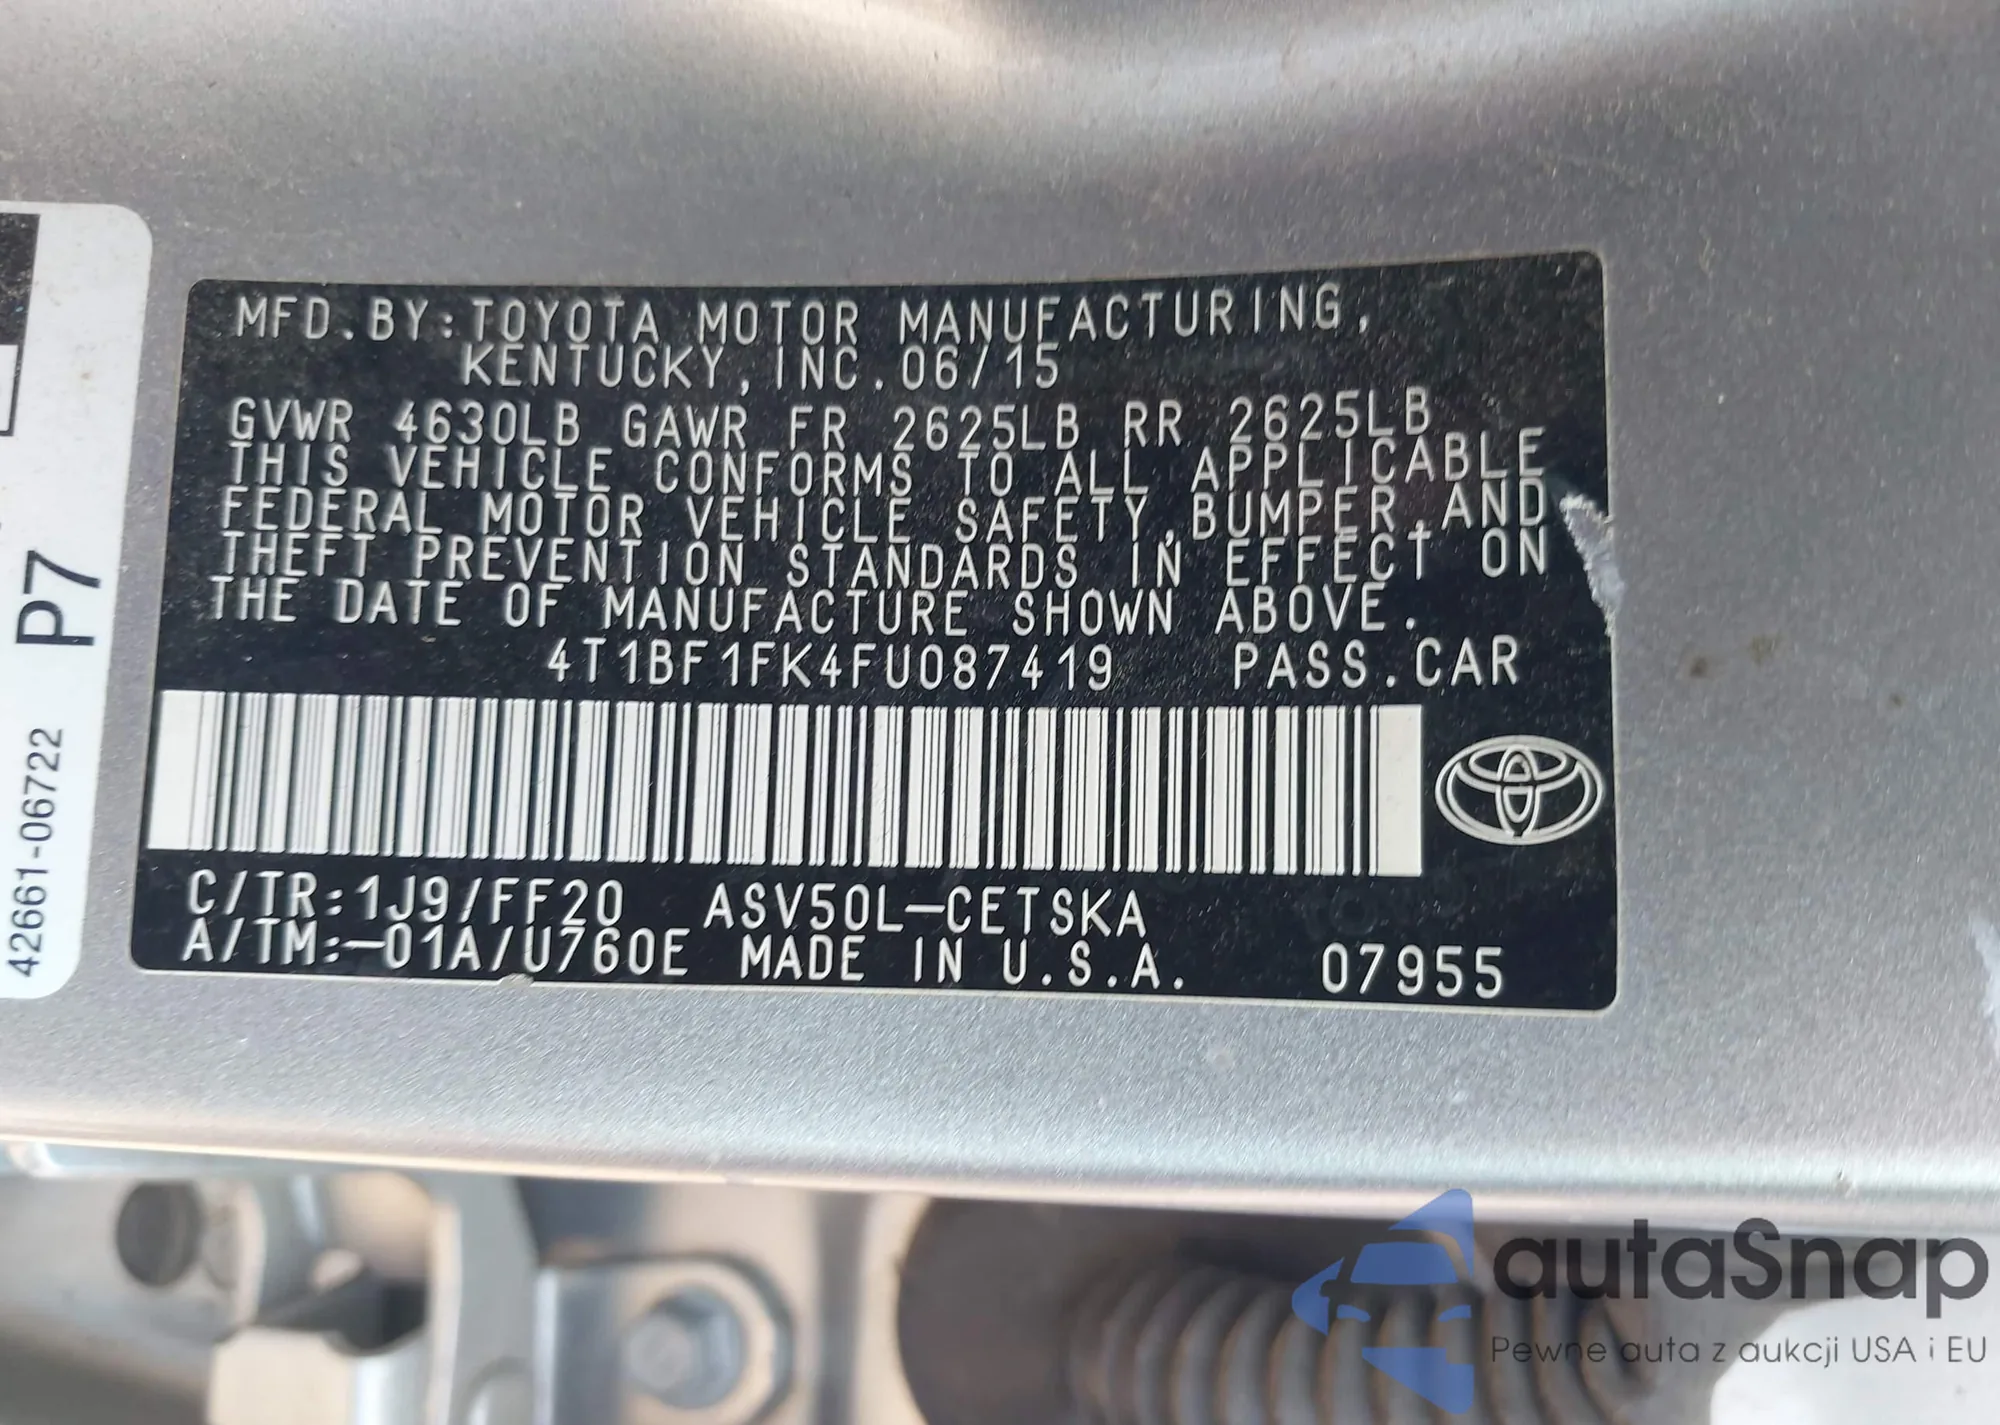 MFD.BY:TOYOTA MOTOR MANUFACTURING,
KENTUCKY,INC.06/15
GVWR 4630LB GAWR FR 2625LB RR 2625LB
THIS VEHICLE CONFORMS TO ALL APPLICABLE
FEDERAL MOTOR VEHICLE SAFETY,BUMPER,AND
THEFT PREVENTION STANDARDS IN EFFECT ON
THE DATE OF MANUFACTURE SHOWN ABOVE.
4T1BF1FK4FU087419 PASS.CAR
C/TR:1J9/FF20 ASV50L-CETSKA
A/TM:-01A/U760E MADE IN U.S.A. 07955
P7
42661-06722
autaSnap
Pewne auta z aukcji USA i EU